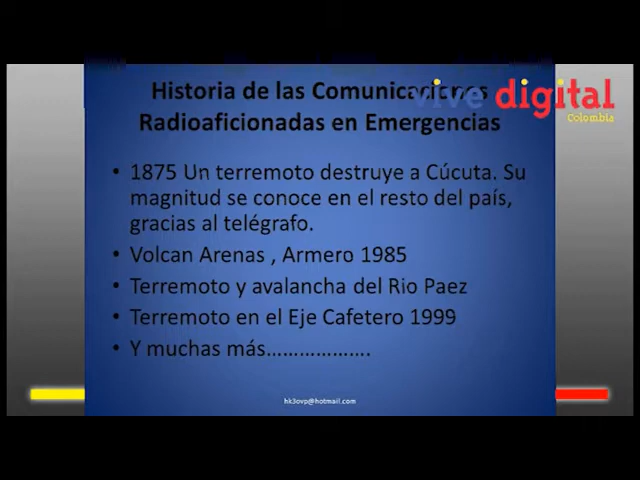 Historia de las Comunicaciones
vive digital
Colombia
Radioaficionadas en Emergencias
• 1875 Un terremoto destruye a Cúcuta. Su
magnitud se conoce en el resto del país,
gracias al telégrafo.
• Volcan Arenas , Armero 1985
• Terremoto y avalancha del Rio Paez
• Terremoto en el Eje Cafetero 1999
• Y muchas más……………….
hk3ovp@hotmail.com